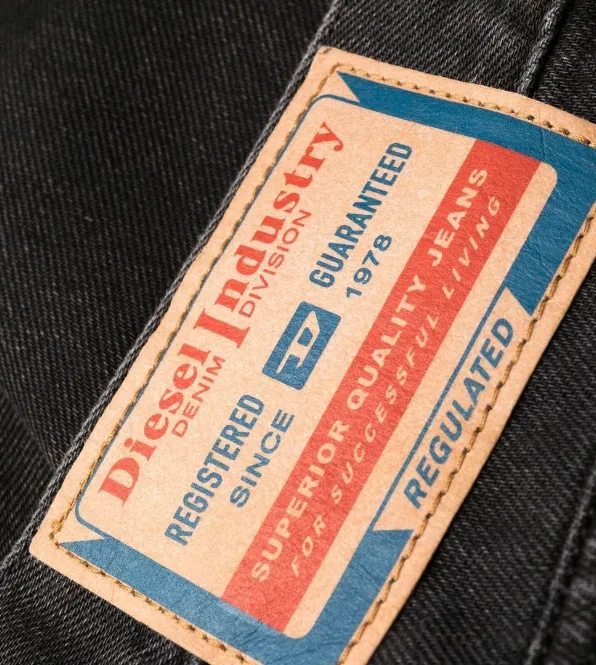 Diesel Industry
DENIM DIVISION
REGISTERED D GUARANTEED
SINCE 1978
SUPERIOR QUALITY JEANS
FOR SUCCESSFUL LIVING
REGULATED